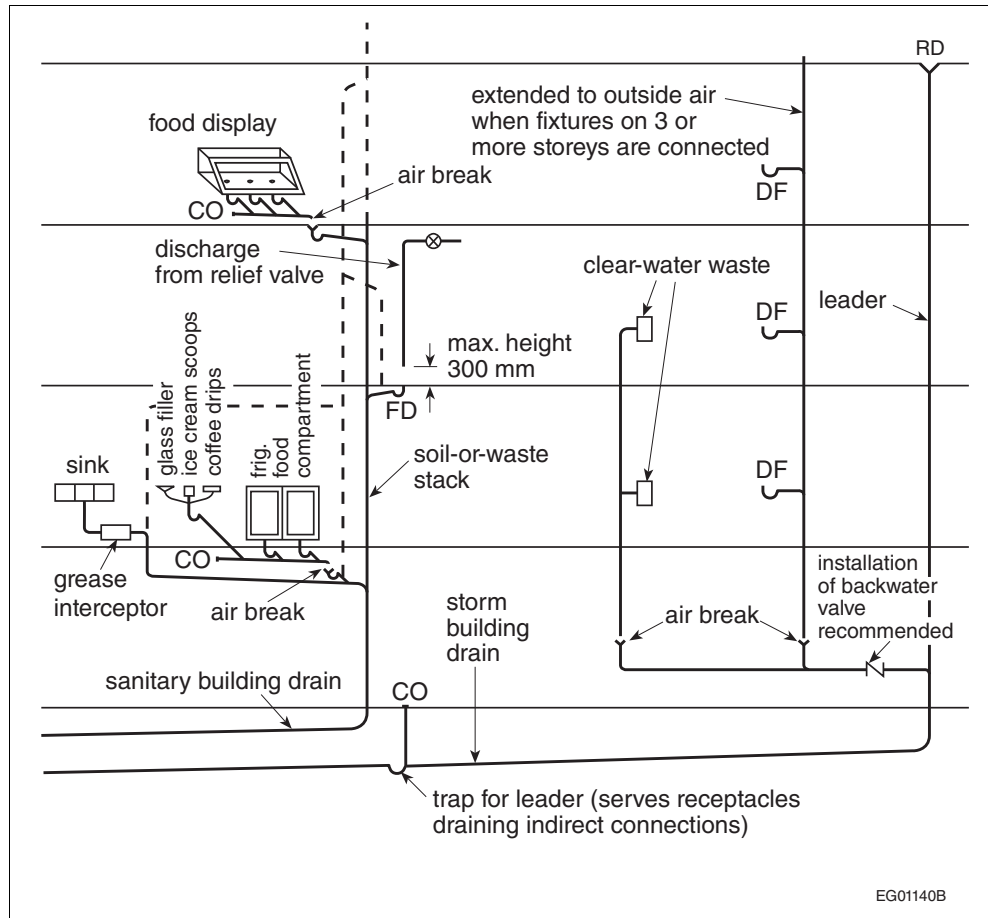 RD
extended to outside air
when fixtures on 3 or
more storeys are connected
food display
air break
DF
CO
discharge
from relief valve
clear-water waste
leader
DF
max. height
300 mm
glass filler
ice cream scoops
coffee drips
frig.
food
compartment
FD
sink
soil-or-waste
stack
DF
CO
grease
interceptor
air break
storm
building
drain
air break
installation
of backwater
valve
recommended
sanitary building drain
CO
trap for leader (serves receptacles
draining indirect connections)
EG01140B